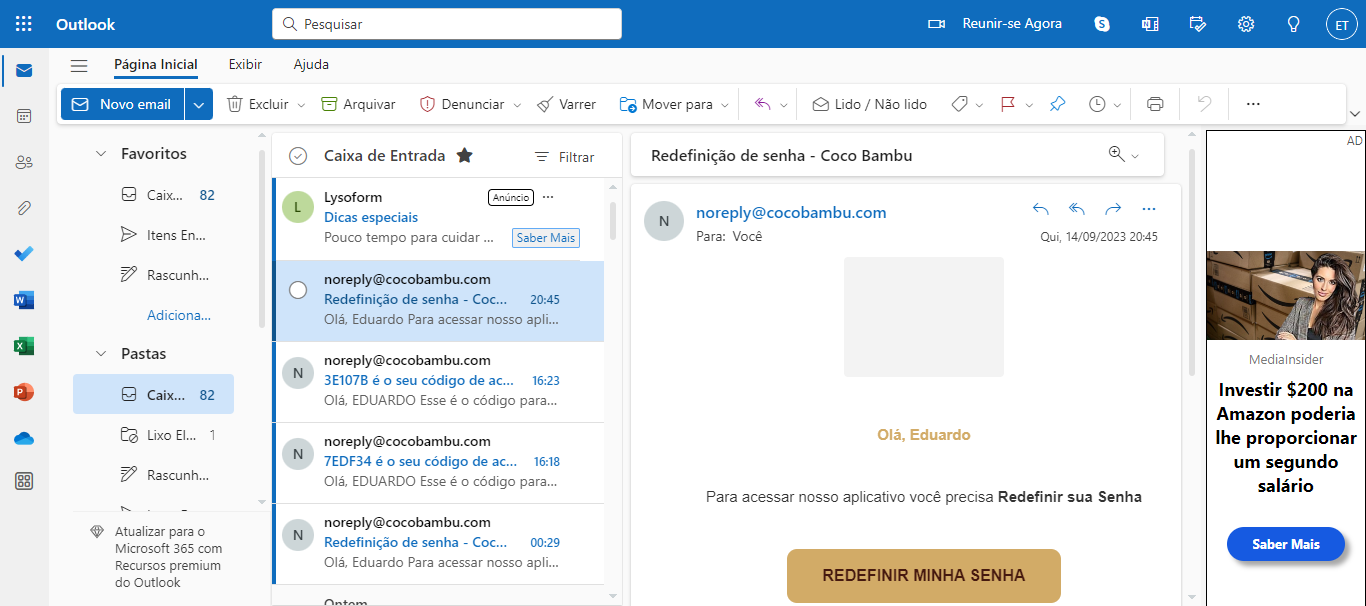 Outlook
Pesquisar
Reunir-se Agora
ET
Página Inicial
Exibir
Ajuda
Novo email
Excluir
Arquivar
Denunciar
Varrer
Mover para
Lido / Não lido
Favoritos
Caix... 82
Itens En...
Rascunh...
Adiciona...
Pastas
Caix... 82
Lixo El... 1
Rascunh...
Atualizar para o
Microsoft 365 com
Recursos premium
do Outlook
Caixa de Entrada
Filtrar
L
Lysoform
Anúncio
Dicas especiais
Pouco tempo para cuidar ...
Saber Mais
noreply@cocobambu.com
Redefinição de senha - Coc... 20:45
Olá, Eduardo Para acessar nosso apli...
N
noreply@cocobambu.com
3E107B é o seu código de ac... 16:23
Olá, EDUARDO Esse é o código para...
N
noreply@cocobambu.com
7EDF34 é o seu código de ac... 16:18
Olá, EDUARDO Esse é o código para...
N
noreply@cocobambu.com
Redefinição de senha - Coc... 00:29
Olá, Eduardo Para acessar nosso apli...
Ontem
Redefinição de senha - Coco Bambu
N
noreply@cocobambu.com
Para: Você
Qui, 14/09/2023 20:45
Olá, Eduardo
Para acessar nosso aplicativo você precisa Redefinir sua Senha
REDEFINIR MINHA SENHA
AD
MediaInsider
Investir $200 na
Amazon poderia
lhe proporcionar
um segundo
salário
Saber Mais